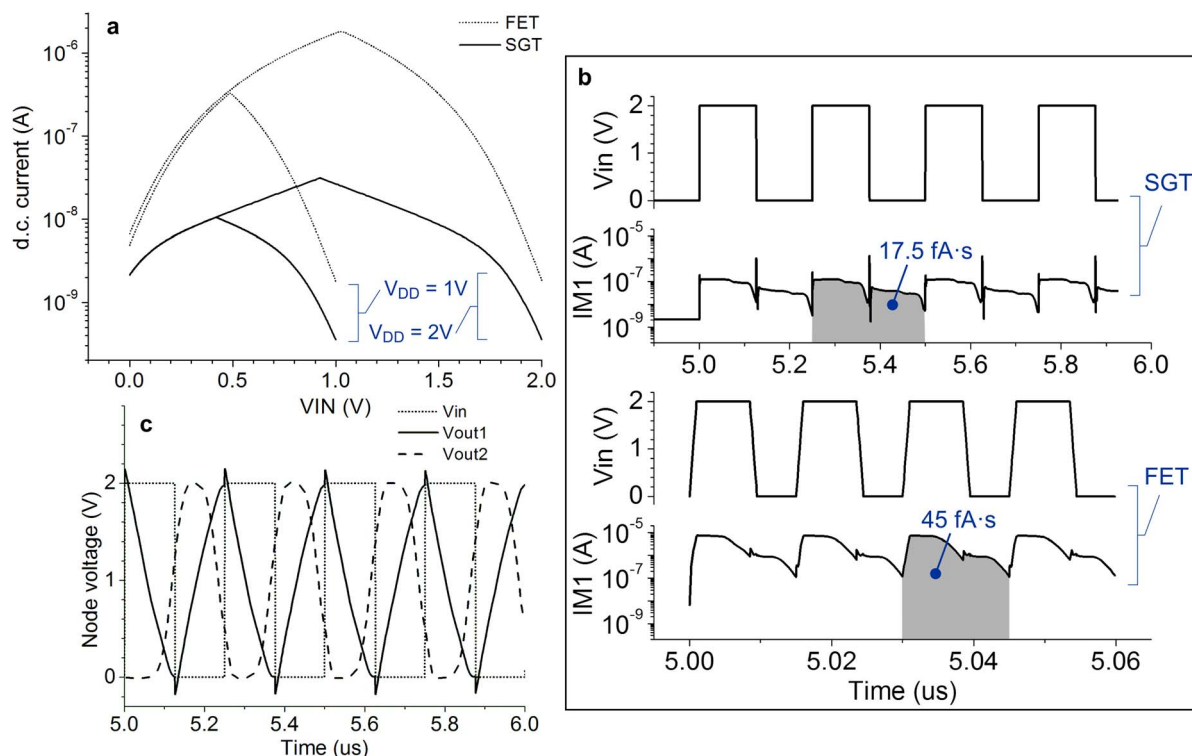 a
FET
SGT
d.c. current (A)
10⁻⁶
10⁻⁷
10⁻⁸
10⁻⁹
V_DD = 1V
V_DD = 2V
0.0 0.5 1.0 1.5 2.0
VIN (V)
b
Vin (V)
2
1
0
SGT
IM1 (A)
10⁻⁵
10⁻⁷
10⁻⁹
17.5 fA·s
5.0 5.2 5.4 5.6 5.8 6.0
Vin (V)
2
1
0
FET
IM1 (A)
10⁻⁵
10⁻⁷
10⁻⁹
45 fA·s
5.00 5.02 5.04 5.06
Time (us)
c
Vin
Vout1
Vout2
Node voltage (V)
2
1
0
5.0 5.2 5.4 5.6 5.8 6.0
Time (us)